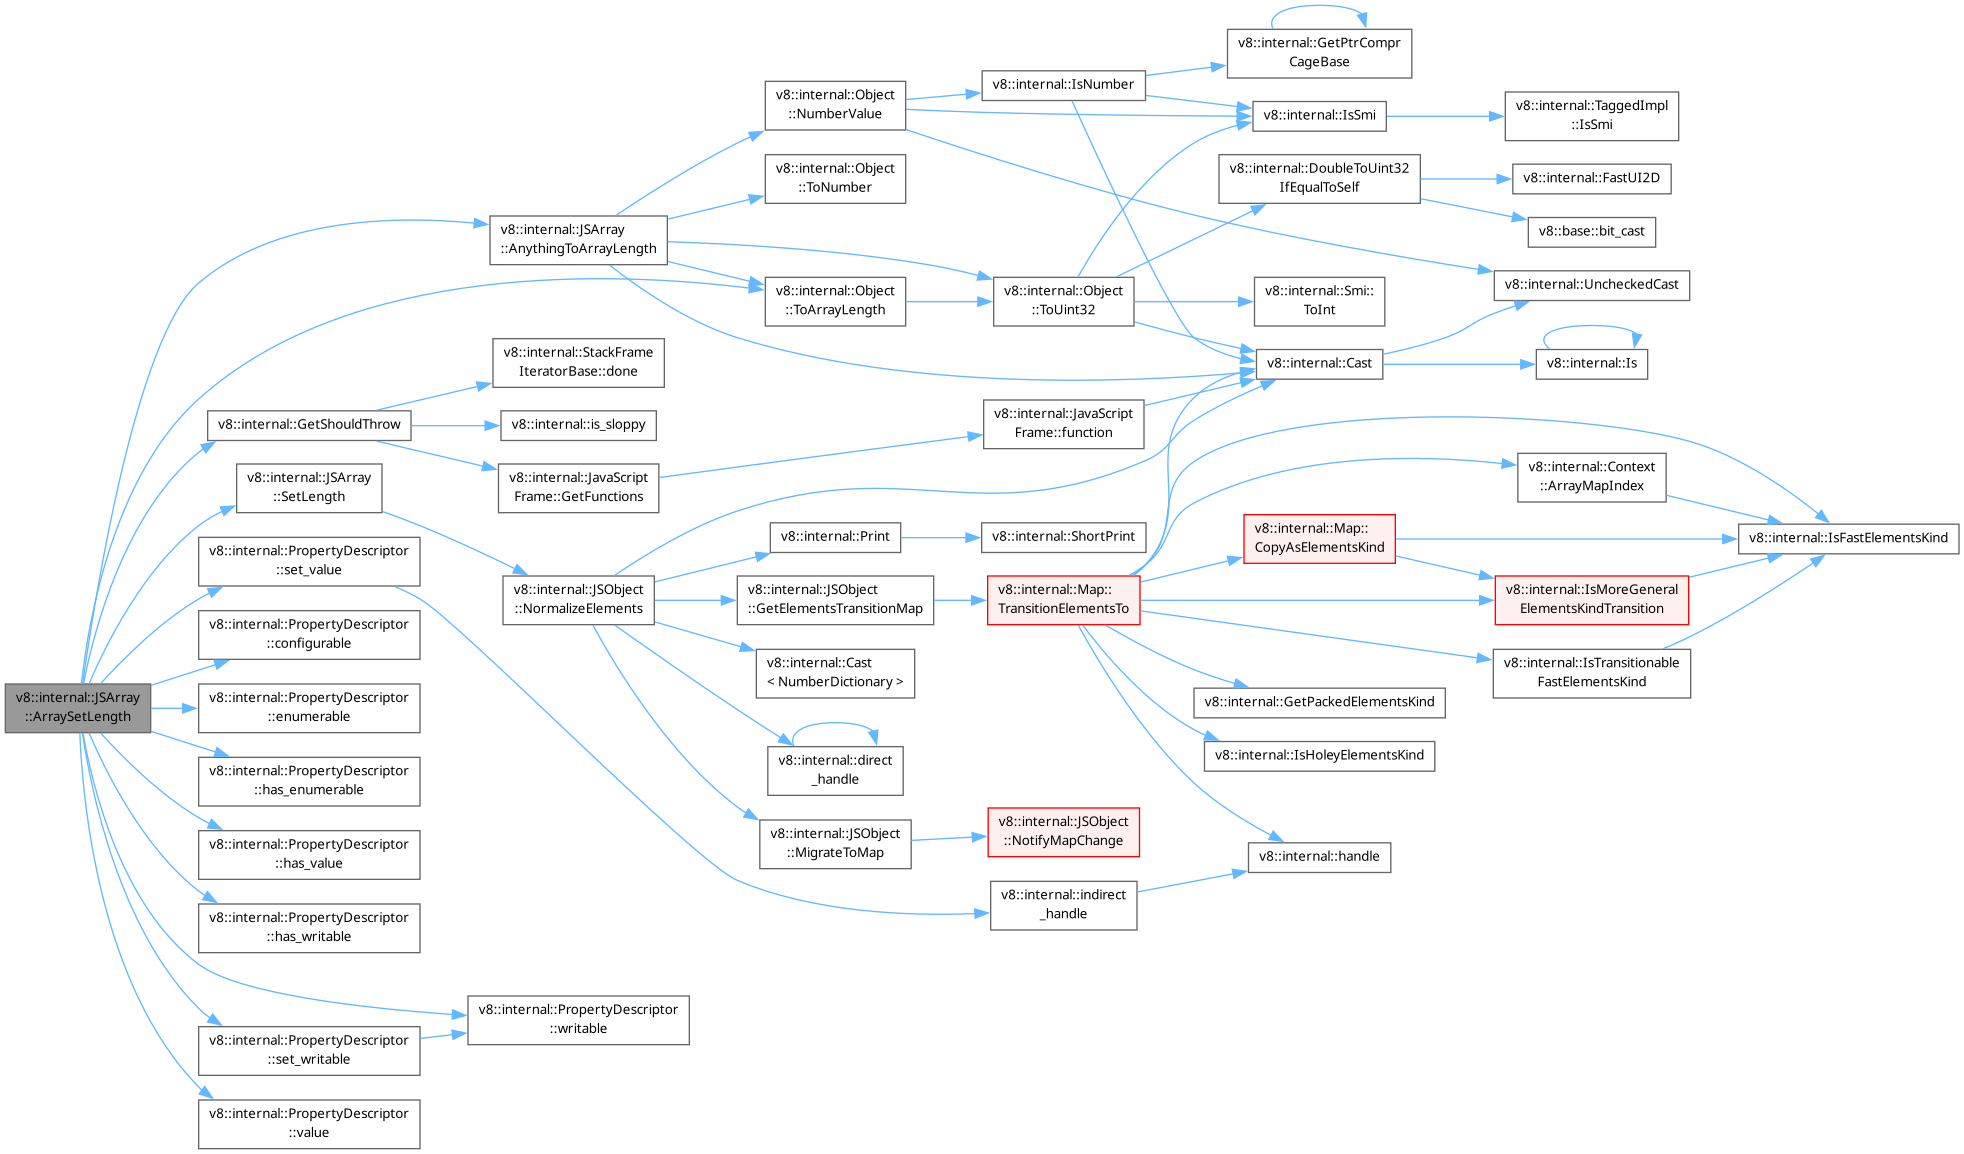 v8::internal::JSArray
::ArraySetLength
v8::internal::JSArray
::AnythingToArrayLength
v8::internal::Object
::NumberValue
v8::internal::Object
::ToNumber
v8::internal::Object
::ToArrayLength
v8::internal::IsNumber
v8::internal::GetPtrCompr
CageBase
v8::internal::IsSmi
v8::internal::TaggedImpl
::IsSmi
v8::internal::DoubleToUint32
IfEqualToSelf
v8::internal::FastUI2D
v8::base::bit_cast
v8::internal::UncheckedCast
v8::internal::Object
::ToUint32
v8::internal::Smi::
ToInt
v8::internal::Cast
v8::internal::Is
v8::internal::GetShouldThrow
v8::internal::StackFrame
IteratorBase::done
v8::internal::is_sloppy
v8::internal::JavaScript
Frame::GetFunctions
v8::internal::JavaScript
Frame::function
v8::internal::JSArray
::SetLength
v8::internal::JSObject
::NormalizeElements
v8::internal::Print
v8::internal::ShortPrint
v8::internal::JSObject
::GetElementsTransitionMap
v8::internal::Map::
TransitionElementsTo
v8::internal::Context
::ArrayMapIndex
v8::internal::Map::
CopyAsElementsKind
v8::internal::IsFastElementsKind
v8::internal::IsMoreGeneral
ElementsKindTransition
v8::internal::IsTransitionable
FastElementsKind
v8::internal::GetPackedElementsKind
v8::internal::IsHoleyElementsKind
v8::internal::handle
v8::internal::Cast
< NumberDictionary >
v8::internal::direct
_handle
v8::internal::JSObject
::MigrateToMap
v8::internal::JSObject
::NotifyMapChange
v8::internal::indirect
_handle
v8::internal::PropertyDescriptor
::set_value
v8::internal::PropertyDescriptor
::configurable
v8::internal::PropertyDescriptor
::enumerable
v8::internal::PropertyDescriptor
::has_enumerable
v8::internal::PropertyDescriptor
::has_value
v8::internal::PropertyDescriptor
::has_writable
v8::internal::PropertyDescriptor
::writable
v8::internal::PropertyDescriptor
::set_writable
v8::internal::PropertyDescriptor
::value